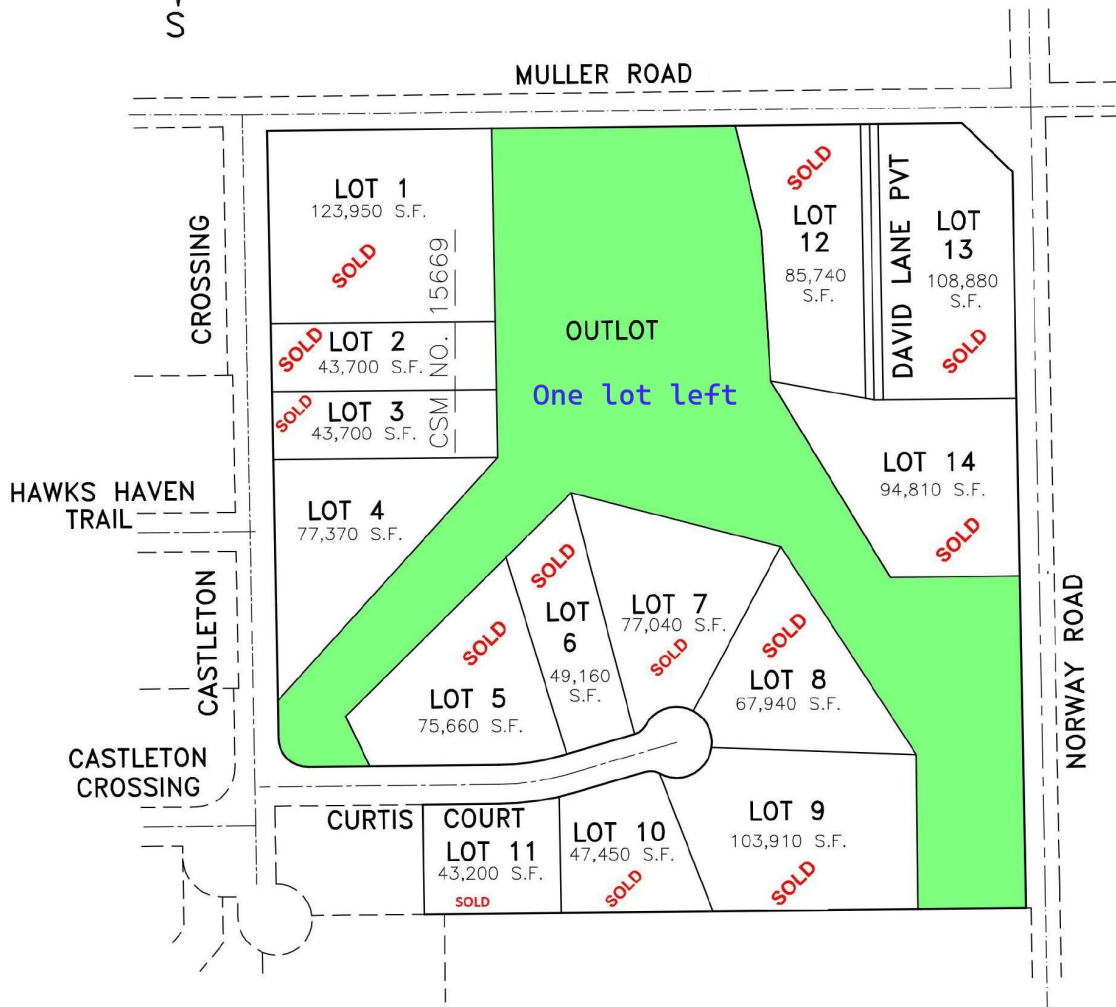 S
MULLER ROAD
LOT 1
123,950 S.F.
SOLD
CSM NO. 15669
SOLD
LOT 2
43,700 S.F.
SOLD
LOT 3
43,700 S.F.
LOT 4
77,370 S.F.
OUTLOT
One lot left
SOLD
LOT
12
85,740
S.F.
DAVID LANE PVT
LOT
13
108,880
S.F.
SOLD
LOT 14
94,810 S.F.
SOLD
CROSSING
HAWKS HAVEN
TRAIL
CASTLETON
CASTLETON
CROSSING
SOLD
LOT 5
75,660 S.F.
SOLD
LOT
6
49,160
S.F.
LOT 7
77,040 S.F.
SOLD
SOLD
LOT 8
67,940 S.F.
NORWAY ROAD
CURTIS COURT
LOT 11
43,200 S.F.
SOLD
LOT 10
47,450 S.F.
SOLD
LOT 9
103,910 S.F.
SOLD